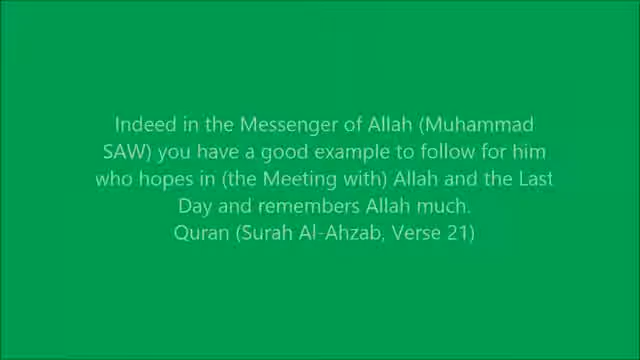 Indeed in the Messenger of Allah (Muhammad
SAW) you have a good example to follow for him
who hopes in (the Meeting with) Allah and the Last
Day and remembers Allah much.
Quran (Surah Al-Ahzab, Verse 21)